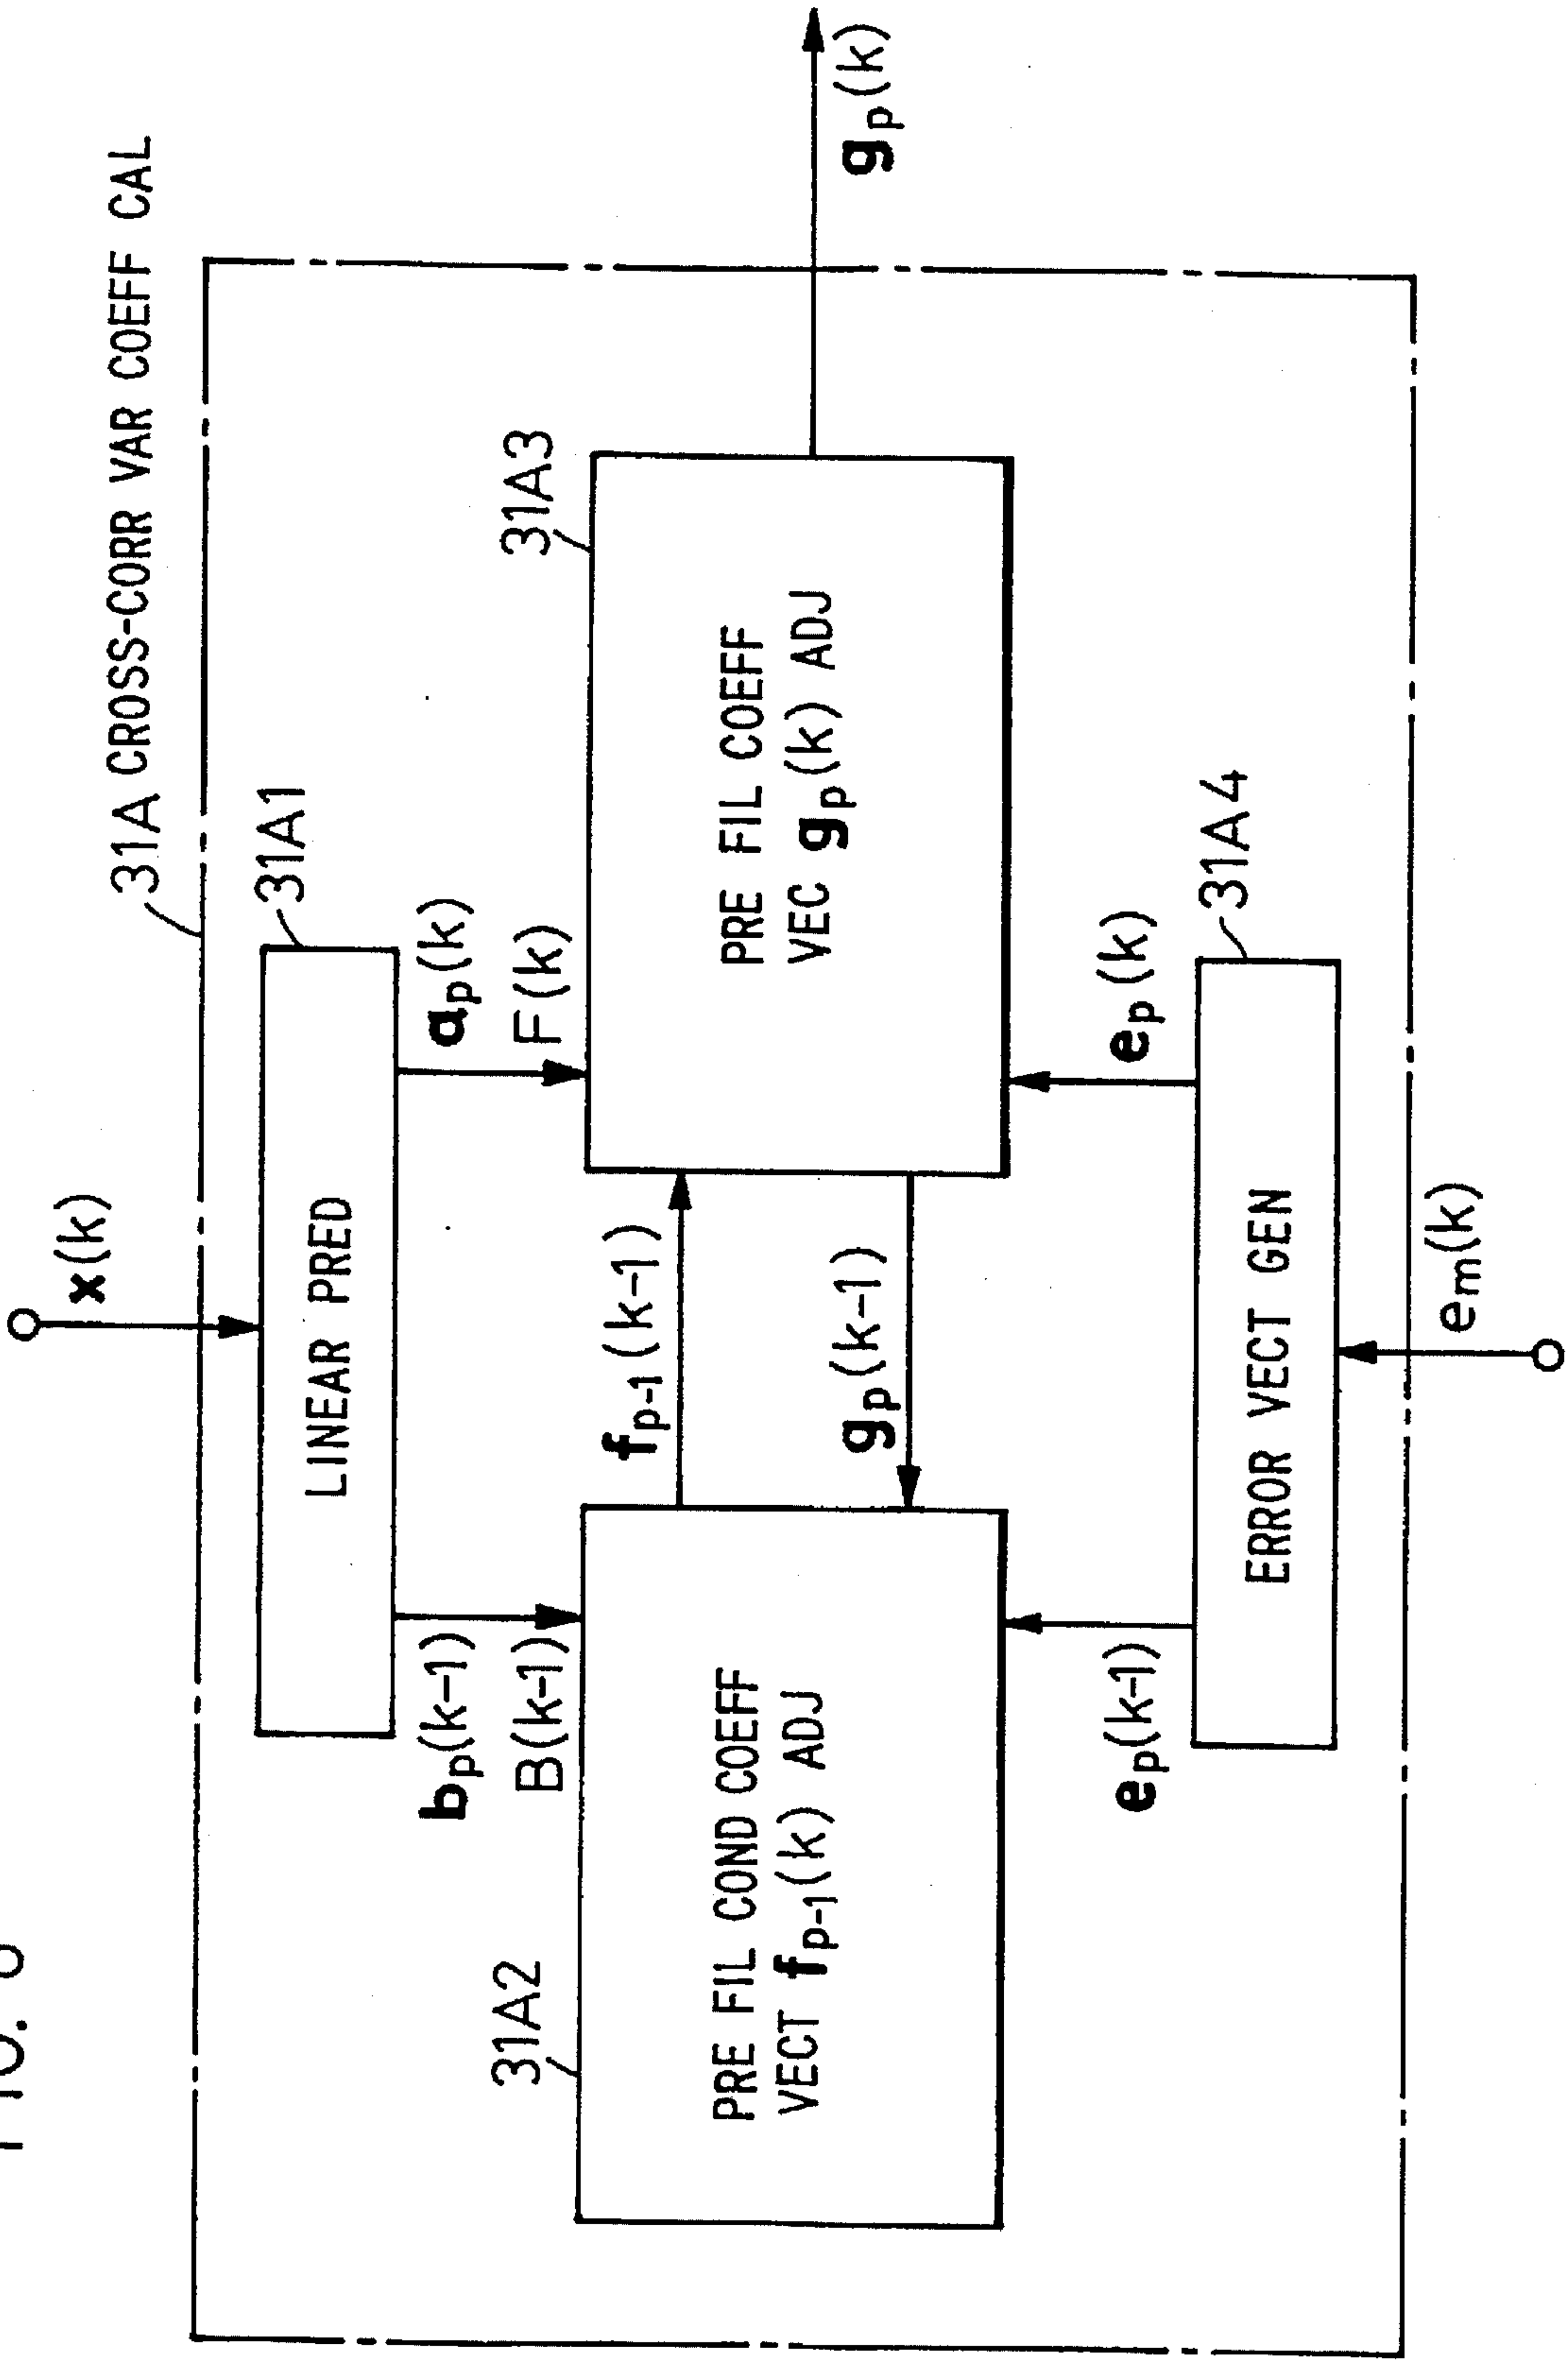 FIG.
x(k)
31A CROSS-CORR VAR COEFF CAL
31A1
LINEAR PRED
bₚ(k-1)
B(k-1)
aₚ(k)
F(k)
31A2
31A3
PRE FIL COND COEFF
VECT fₚ₋₁(k) ADJ
fₚ₋₁(k-1)
gₚ(k-1)
PRE FIL COEFF
VEC gₚ(k) ADJ
gₚ(k)
eₚ(k-1)
eₚ(k)
31A4
ERROR VECT GEN
eₘ(k)